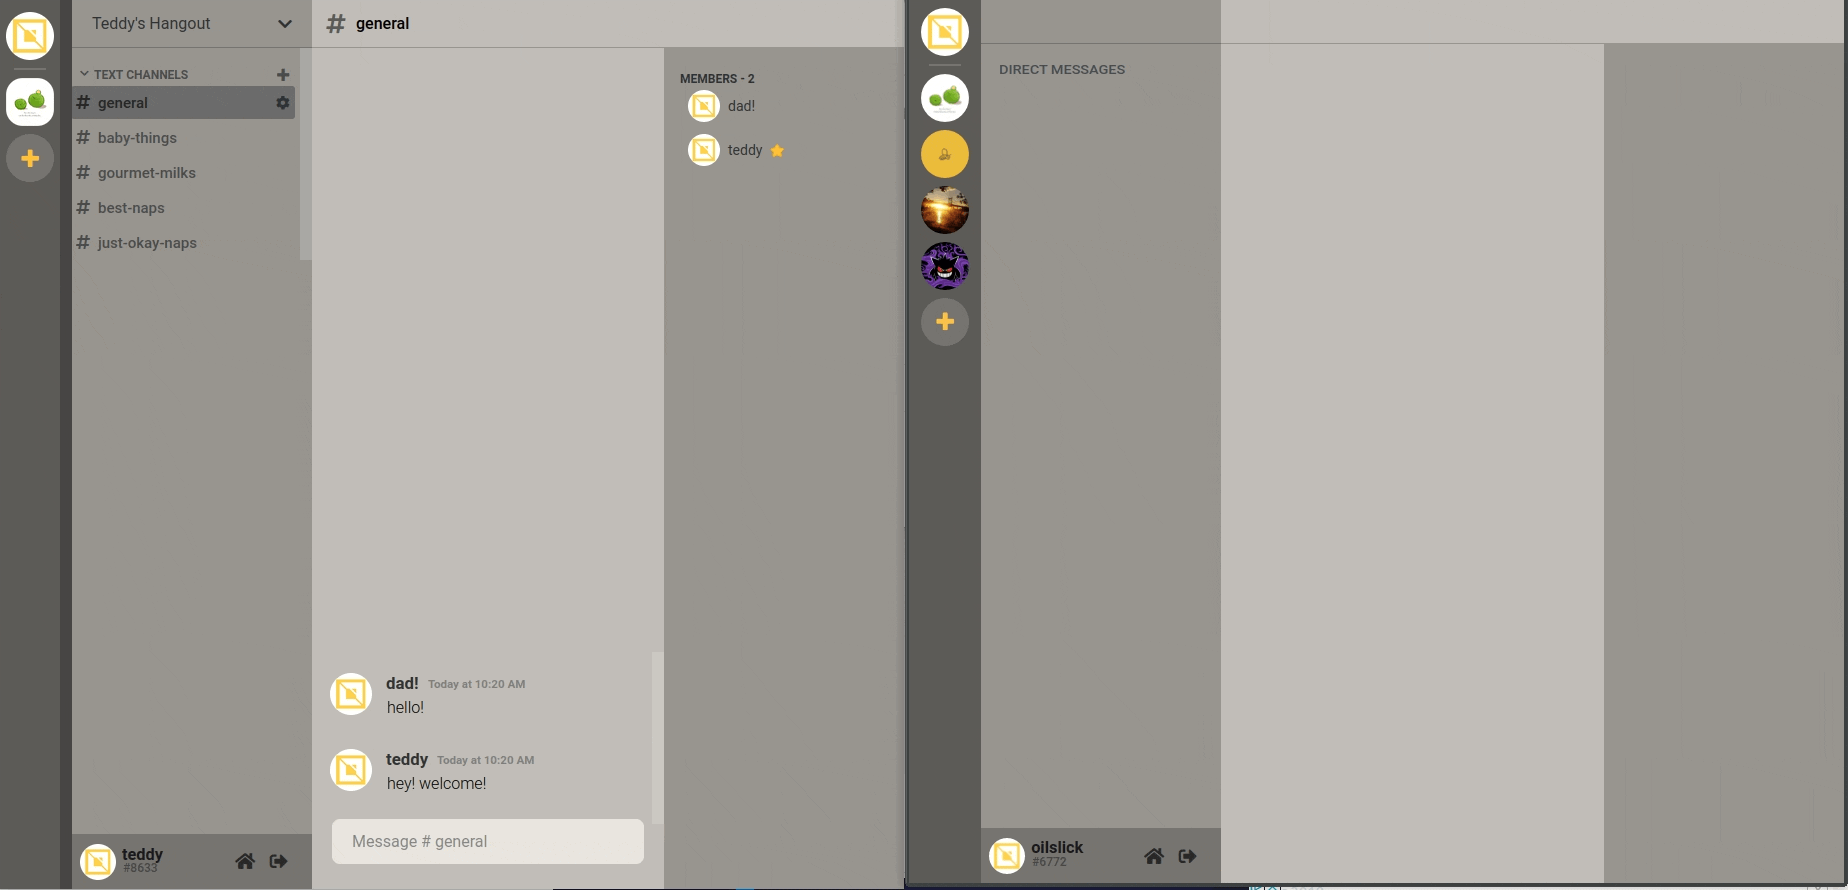 Teddy's Hangout
TEXT CHANNELS
# general
# baby-things
# gourmet-milks
# best-naps
# just-okay-naps
teddy
#8633
# general
dad! Today at 10:20 AM
hello!
teddy Today at 10:20 AM
hey! welcome!
Message # general
MEMBERS - 2
dad!
teddy
DIRECT MESSAGES
oilslick
#6772